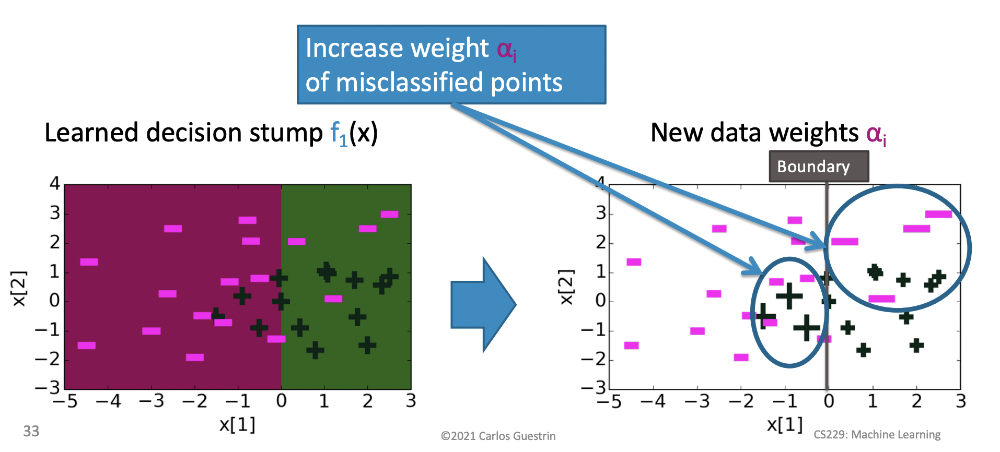 Increase weight αi
of misclassified points
Learned decision stump f1(x)
New data weights αi
Boundary
4
3
2
1
0
−1
−2
−3
−5 −4 −3 −2 −1 0 1 2 3
x[2]
x[1]
4
3
2
1
0
−1
−2
−3
−5 −4 −3 −2 −1 0 1 2 3
x[2]
x[1]
33
©2021 Carlos Guestrin
CS229: Machine Learning